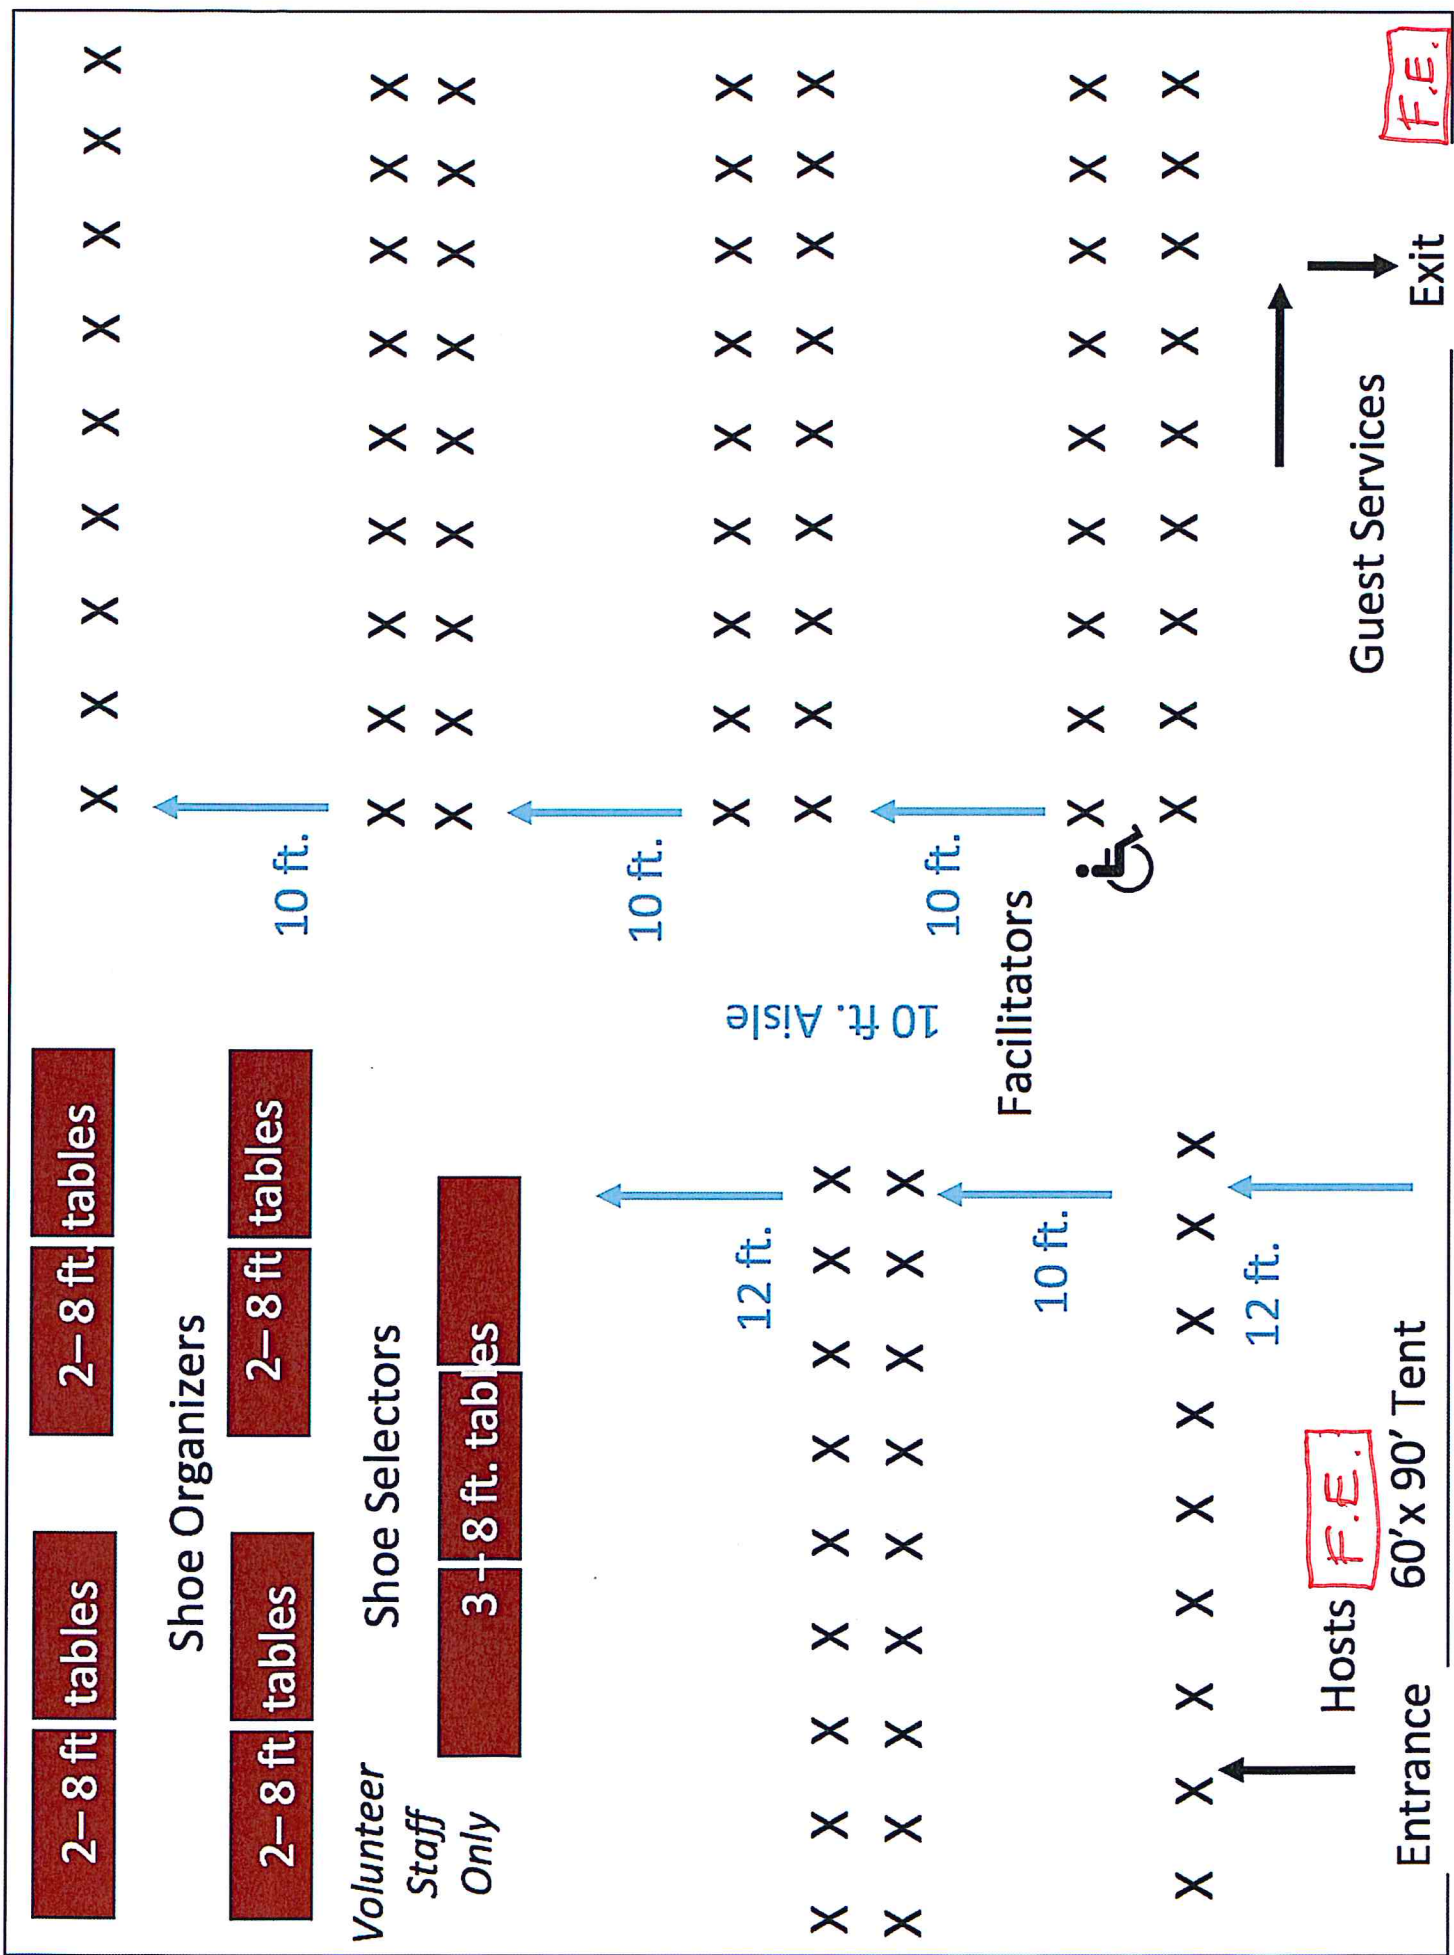 2– 8 ft tables
2– 8 ft. tables
X X X X X X X X X
Shoe Organizers
2– 8 ft tables
2– 8 ft tables
10 ft.
Volunteer
Staff
Only
Shoe Selectors
X X X X X X X X X
X X X X X X X X X
3 – 8 ft. tables
10 ft.
X X X X X X X X X
12 ft.
X X X X X X X X X
X X X X X X X X X
10 ft. Aisle
X X X X X X X X X
10 ft.
Facilitators
10 ft.
X X X X X X X X X
X X X X X X X X X
X X X X X X X X X
12 ft.
Hosts
F.E.
Guest Services
Entrance
60'x 90' Tent
Exit
F.E.